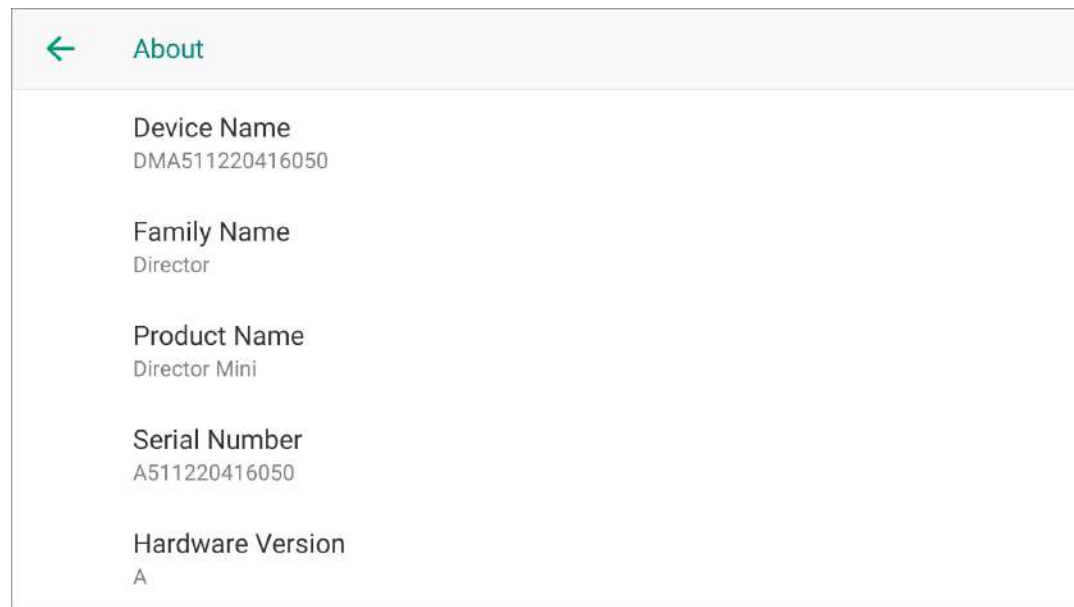 About
Device Name
DMA511220416050
Family Name
Director
Product Name
Director Mini
Serial Number
A511220416050
Hardware Version
A